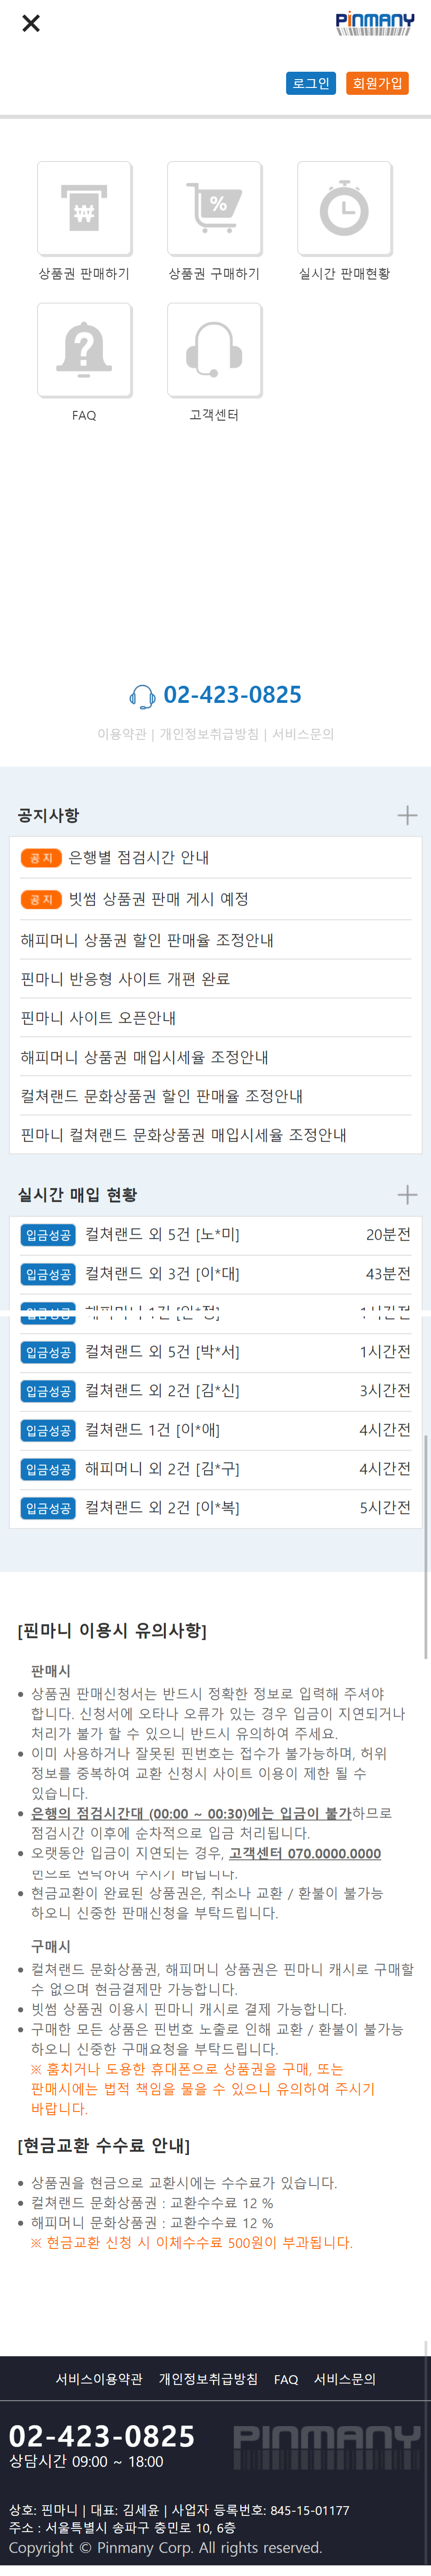 PINMANY
로그인 회원가입
%
상품권 판매하기 상품권 구매하기 실시간 판매현황
?
FAQ 고객센터
02-423-0825
이용약관 | 개인정보취급방침 | 서비스문의
공지사항
공 지 은행별 점검시간 안내
공 지 빗썸 상품권 판매 게시 예정
해피머니 상품권 할인 판매율 조정안내
핀마니 반응형 사이트 개편 완료
핀마니 사이트 오픈안내
해피머니 상품권 매입시세율 조정안내
컬쳐랜드 문화상품권 할인 판매율 조정안내
핀마니 컬쳐랜드 문화상품권 매입시세율 조정안내
실시간 매입 현황
입금성공 컬쳐랜드 외 5건 [노*미] 20분전
입금성공 컬쳐랜드 외 3건 [이*대] 43분전
입금성공 컬쳐랜드 외 5건 [박*서] 1시간전
입금성공 컬쳐랜드 외 2건 [김*신] 3시간전
입금성공 컬쳐랜드 1건 [이*애] 4시간전
입금성공 해피머니 외 2건 [김*구] 4시간전
입금성공 컬쳐랜드 외 2건 [이*복] 5시간전
[핀마니 이용시 유의사항]
판매시
• 상품권 판매신청서는 반드시 정확한 정보로 입력해 주셔야
합니다. 신청서에 오타나 오류가 있는 경우 입금이 지연되거나
처리가 불가 할 수 있으니 반드시 유의하여 주세요.
• 이미 사용하거나 잘못된 핀번호는 접수가 불가능하며, 허위
정보를 중복하여 교환 신청시 사이트 이용이 제한 될 수
있습니다.
• 은행의 점검시간대 (00:00 ~ 00:30)에는 입금이 불가하므로
점검시간 이후에 순차적으로 입금 처리됩니다.
• 오랫동안 입금이 지연되는 경우, 고객센터 070.0000.0000
번으로 연락하여 주시기 바랍니다.
• 현금교환이 완료된 상품권은, 취소나 교환 / 환불이 불가능
하오니 신중한 판매신청을 부탁드립니다.
구매시
• 컬쳐랜드 문화상품권, 해피머니 상품권은 핀마니 캐시로 구매할
수 없으며 현금결제만 가능합니다.
• 빗썸 상품권 이용시 핀마니 캐시로 결제 가능합니다.
• 구매한 모든 상품은 핀번호 노출로 인해 교환 / 환불이 불가능
하오니 신중한 구매요청을 부탁드립니다.
※ 훔치거나 도용한 휴대폰으로 상품권을 구매, 또는
판매시에는 법적 책임을 물을 수 있으니 유의하여 주시기
바랍니다.
[현금교환 수수료 안내]
• 상품권을 현금으로 교환시에는 수수료가 있습니다.
• 컬쳐랜드 문화상품권 : 교환수수료 12 %
• 해피머니 문화상품권 : 교환수수료 12 %
※ 현금교환 신청 시 이체수수료 500원이 부과됩니다.
서비스이용약관 개인정보취급방침 FAQ 서비스문의
02-423-0825 PINMANY
상담시간 09:00 ~ 18:00
상호: 핀마니 | 대표: 김세윤 | 사업자 등록번호: 845-15-01177
주소 : 서울특별시 송파구 충민로 10, 6층
Copyright © Pinmany Corp. All rights reserved.